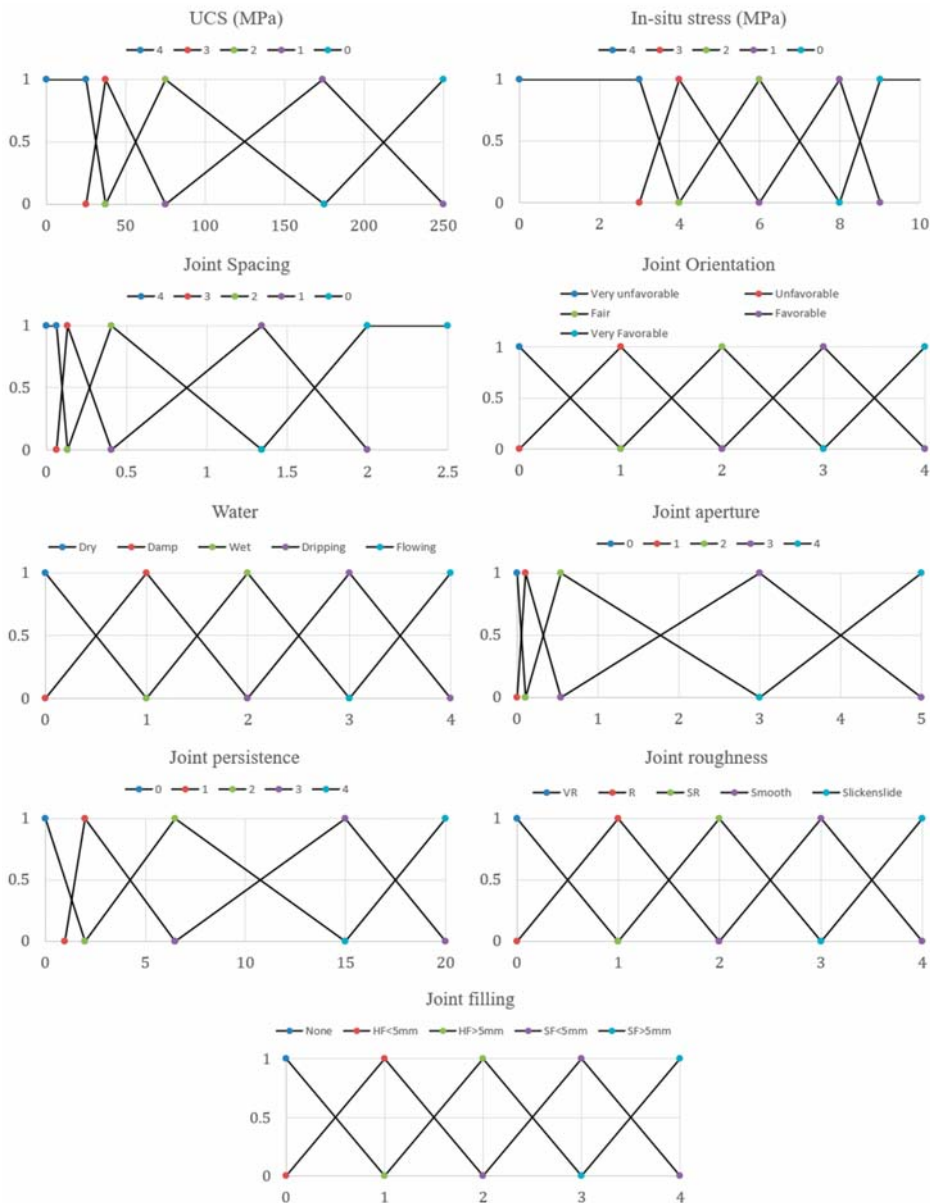 UCS (MPa)
4 3 2 1 0
1
0.5
0
0 50 100 150 200 250
In-situ stress (MPa)
4 3 2 1 0
1
0.5
0
0 2 4 6 8 10
Joint Spacing
4 3 2 1 0
1
0.5
0
0 0.5 1 1.5 2 2.5
Joint Orientation
Very unfavorable Unfavorable
Fair Favorable
Very Favorable
1
0.5
0
0 1 2 3 4
Water
Dry Damp Wet Dripping Flowing
1
0.5
0
0 1 2 3 4
Joint aperture
0 1 2 3 4
1
0.5
0
0 1 2 3 4 5
Joint persistence
0 1 2 3 4
1
0.5
0
0 5 10 15 20
Joint roughness
VR R SR Smooth Slickenslide
1
0.5
0
0 1 2 3 4
Joint filling
None HF<5mm HF>5mm SF<5mm SF>5mm
1
0.5
0
0 1 2 3 4